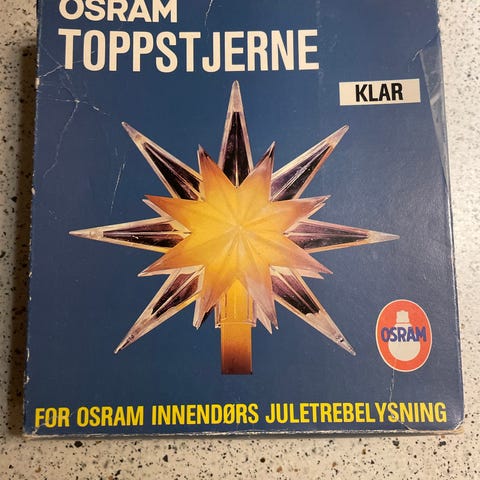 OSRAM
TOPPSTJERNE
KLAR
OSRAM
FOR OSRAM INNENDØRS JULETREBELYSNING